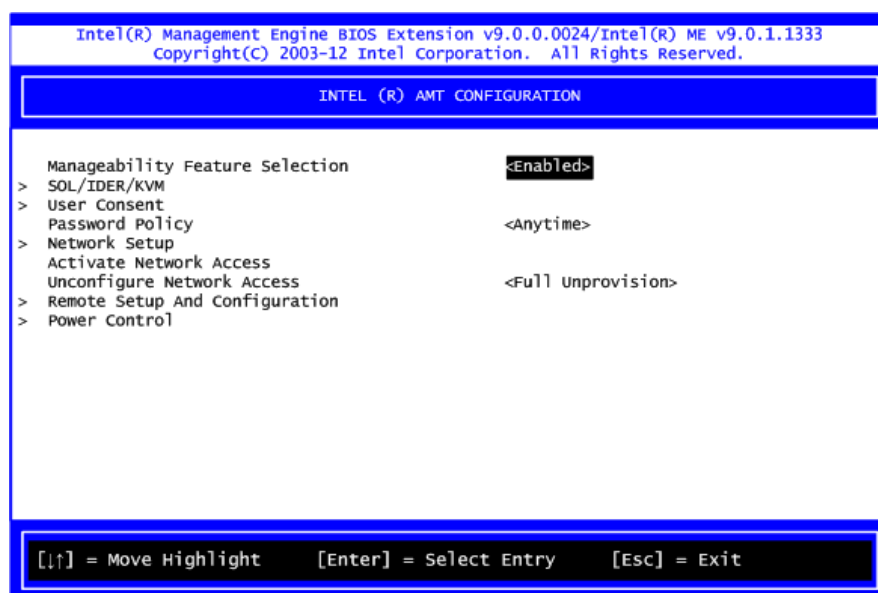 Intel(R) Management Engine BIOS Extension v9.0.0.0024/Intel(R) ME v9.0.1.1333
Copyright(C) 2003-12 Intel Corporation. All Rights Reserved.
INTEL (R) AMT CONFIGURATION
Manageability Feature Selection <Enabled>
> SOL/IDER/KVM
> User Consent
Password Policy <Anytime>
> Network Setup
Activate Network Access
Unconfigure Network Access <Full Unprovision>
> Remote Setup And Configuration
> Power Control
[↓↑] = Move Highlight [Enter] = Select Entry [Esc] = Exit